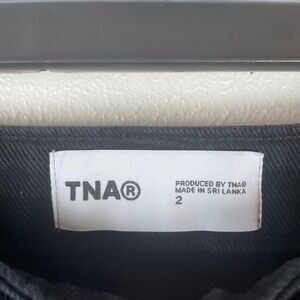 TNA®
PRODUCED BY TNA®
MADE IN SRI LANKA
2